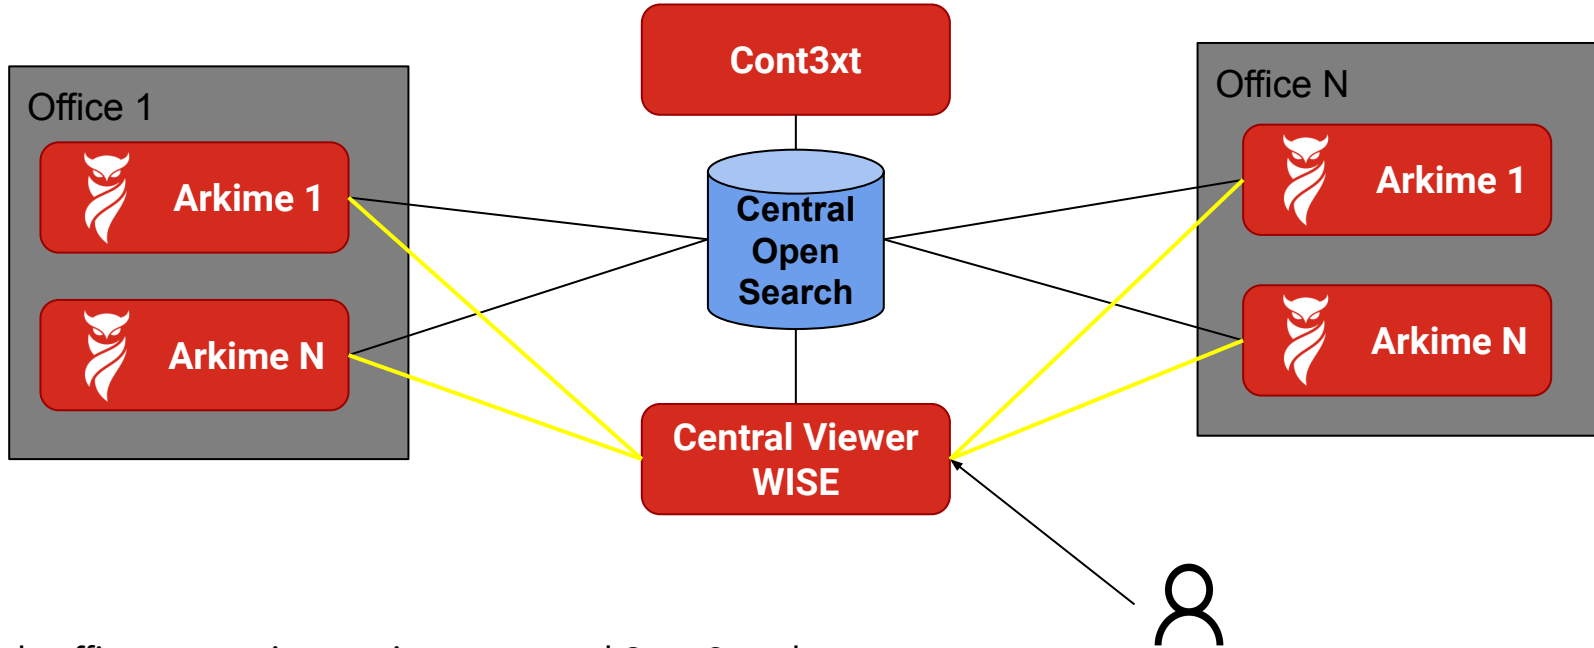 Cont3xt
Office 1
Office N
Arkime 1
Arkime 1
Central
Open
Search
Arkime N
Arkime N
Central Viewer
WISE